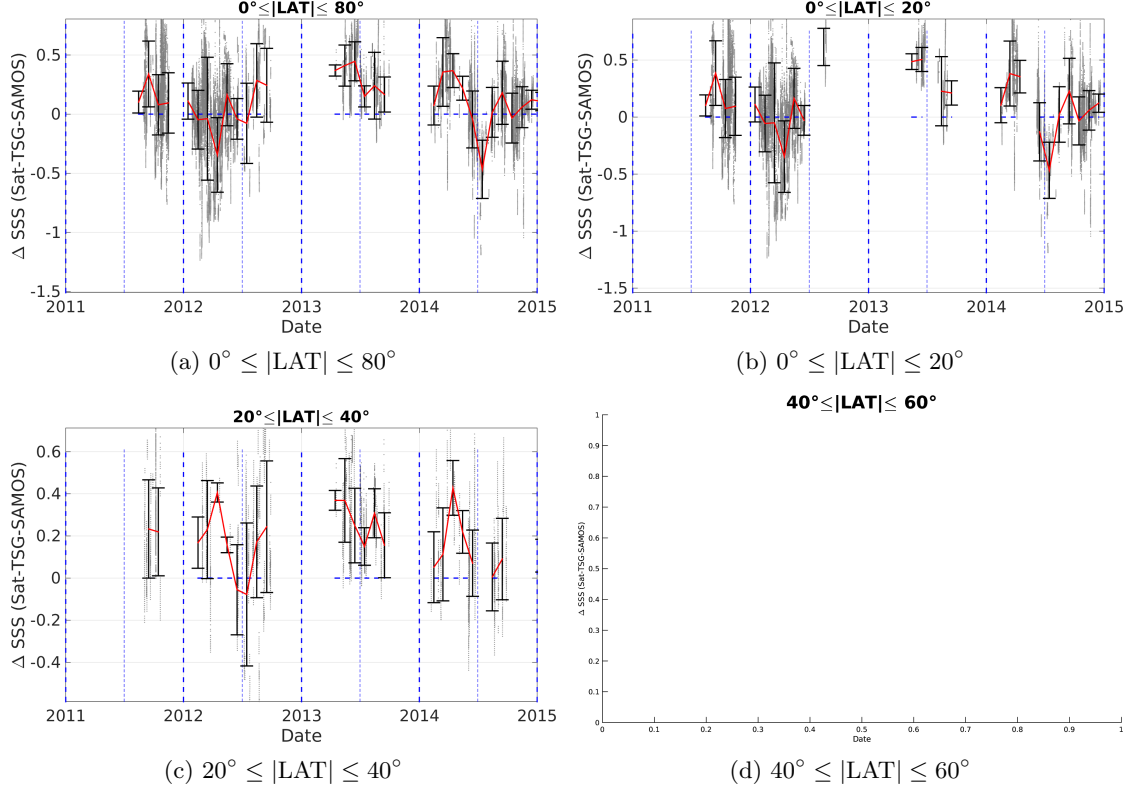 0°≤|LAT|≤ 80°
Δ SSS (Sat-TSG-SAMOS)
0.5
0
-0.5
-1
-1.5
2011 2012 2013 2014 2015
Date
(a) 0° ≤ |LAT| ≤ 80°
0°≤|LAT|≤ 20°
Δ SSS (Sat-TSG-SAMOS)
0.5
0
-0.5
-1
-1.5
2011 2012 2013 2014 2015
Date
(b) 0° ≤ |LAT| ≤ 20°
20°≤|LAT|≤ 40°
Δ SSS (Sat-TSG-SAMOS)
0.6
0.4
0.2
0
-0.2
-0.4
2011 2012 2013 2014 2015
Date
(c) 20° ≤ |LAT| ≤ 40°
40°≤|LAT|≤ 60°
Δ SSS (Sat-TSG-SAMOS)
1
0.9
0.8
0.7
0.6
0.5
0.4
0.3
0.2
0.1
0
0 0.1 0.2 0.3 0.4 0.5 0.6 0.7 0.8 0.9 1
Date
(d) 40° ≤ |LAT| ≤ 60°